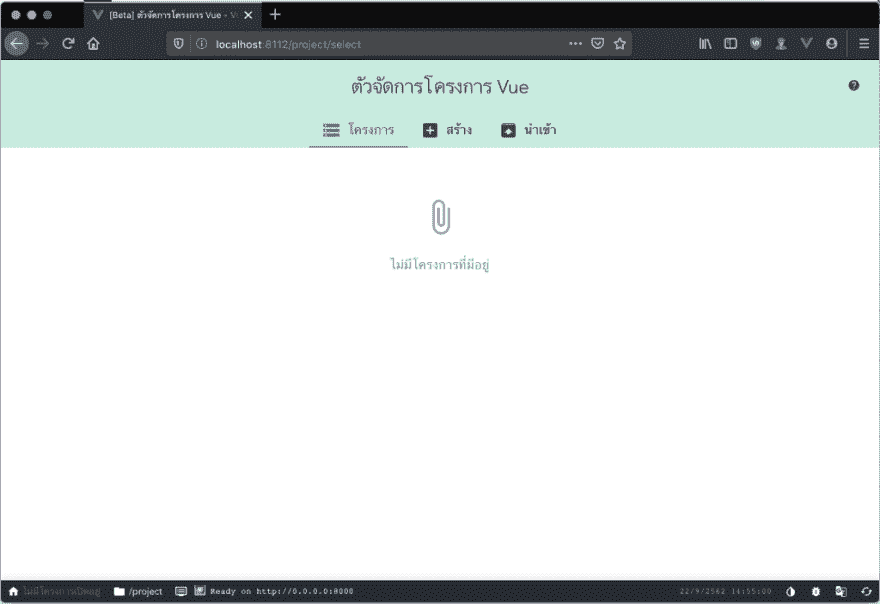 [Beta] ตัวจัดการโครงการ Vue - V
localhost:8112/project/select
ตัวจัดการโครงการ Vue
โครงการ สร้าง นำเข้า
ไม่มีโครงการที่มีอยู่
ไม่มีโครงการเปิดอยู่ /project Ready on http://0.0.0.0:8000 22/9/2562 14:55:00